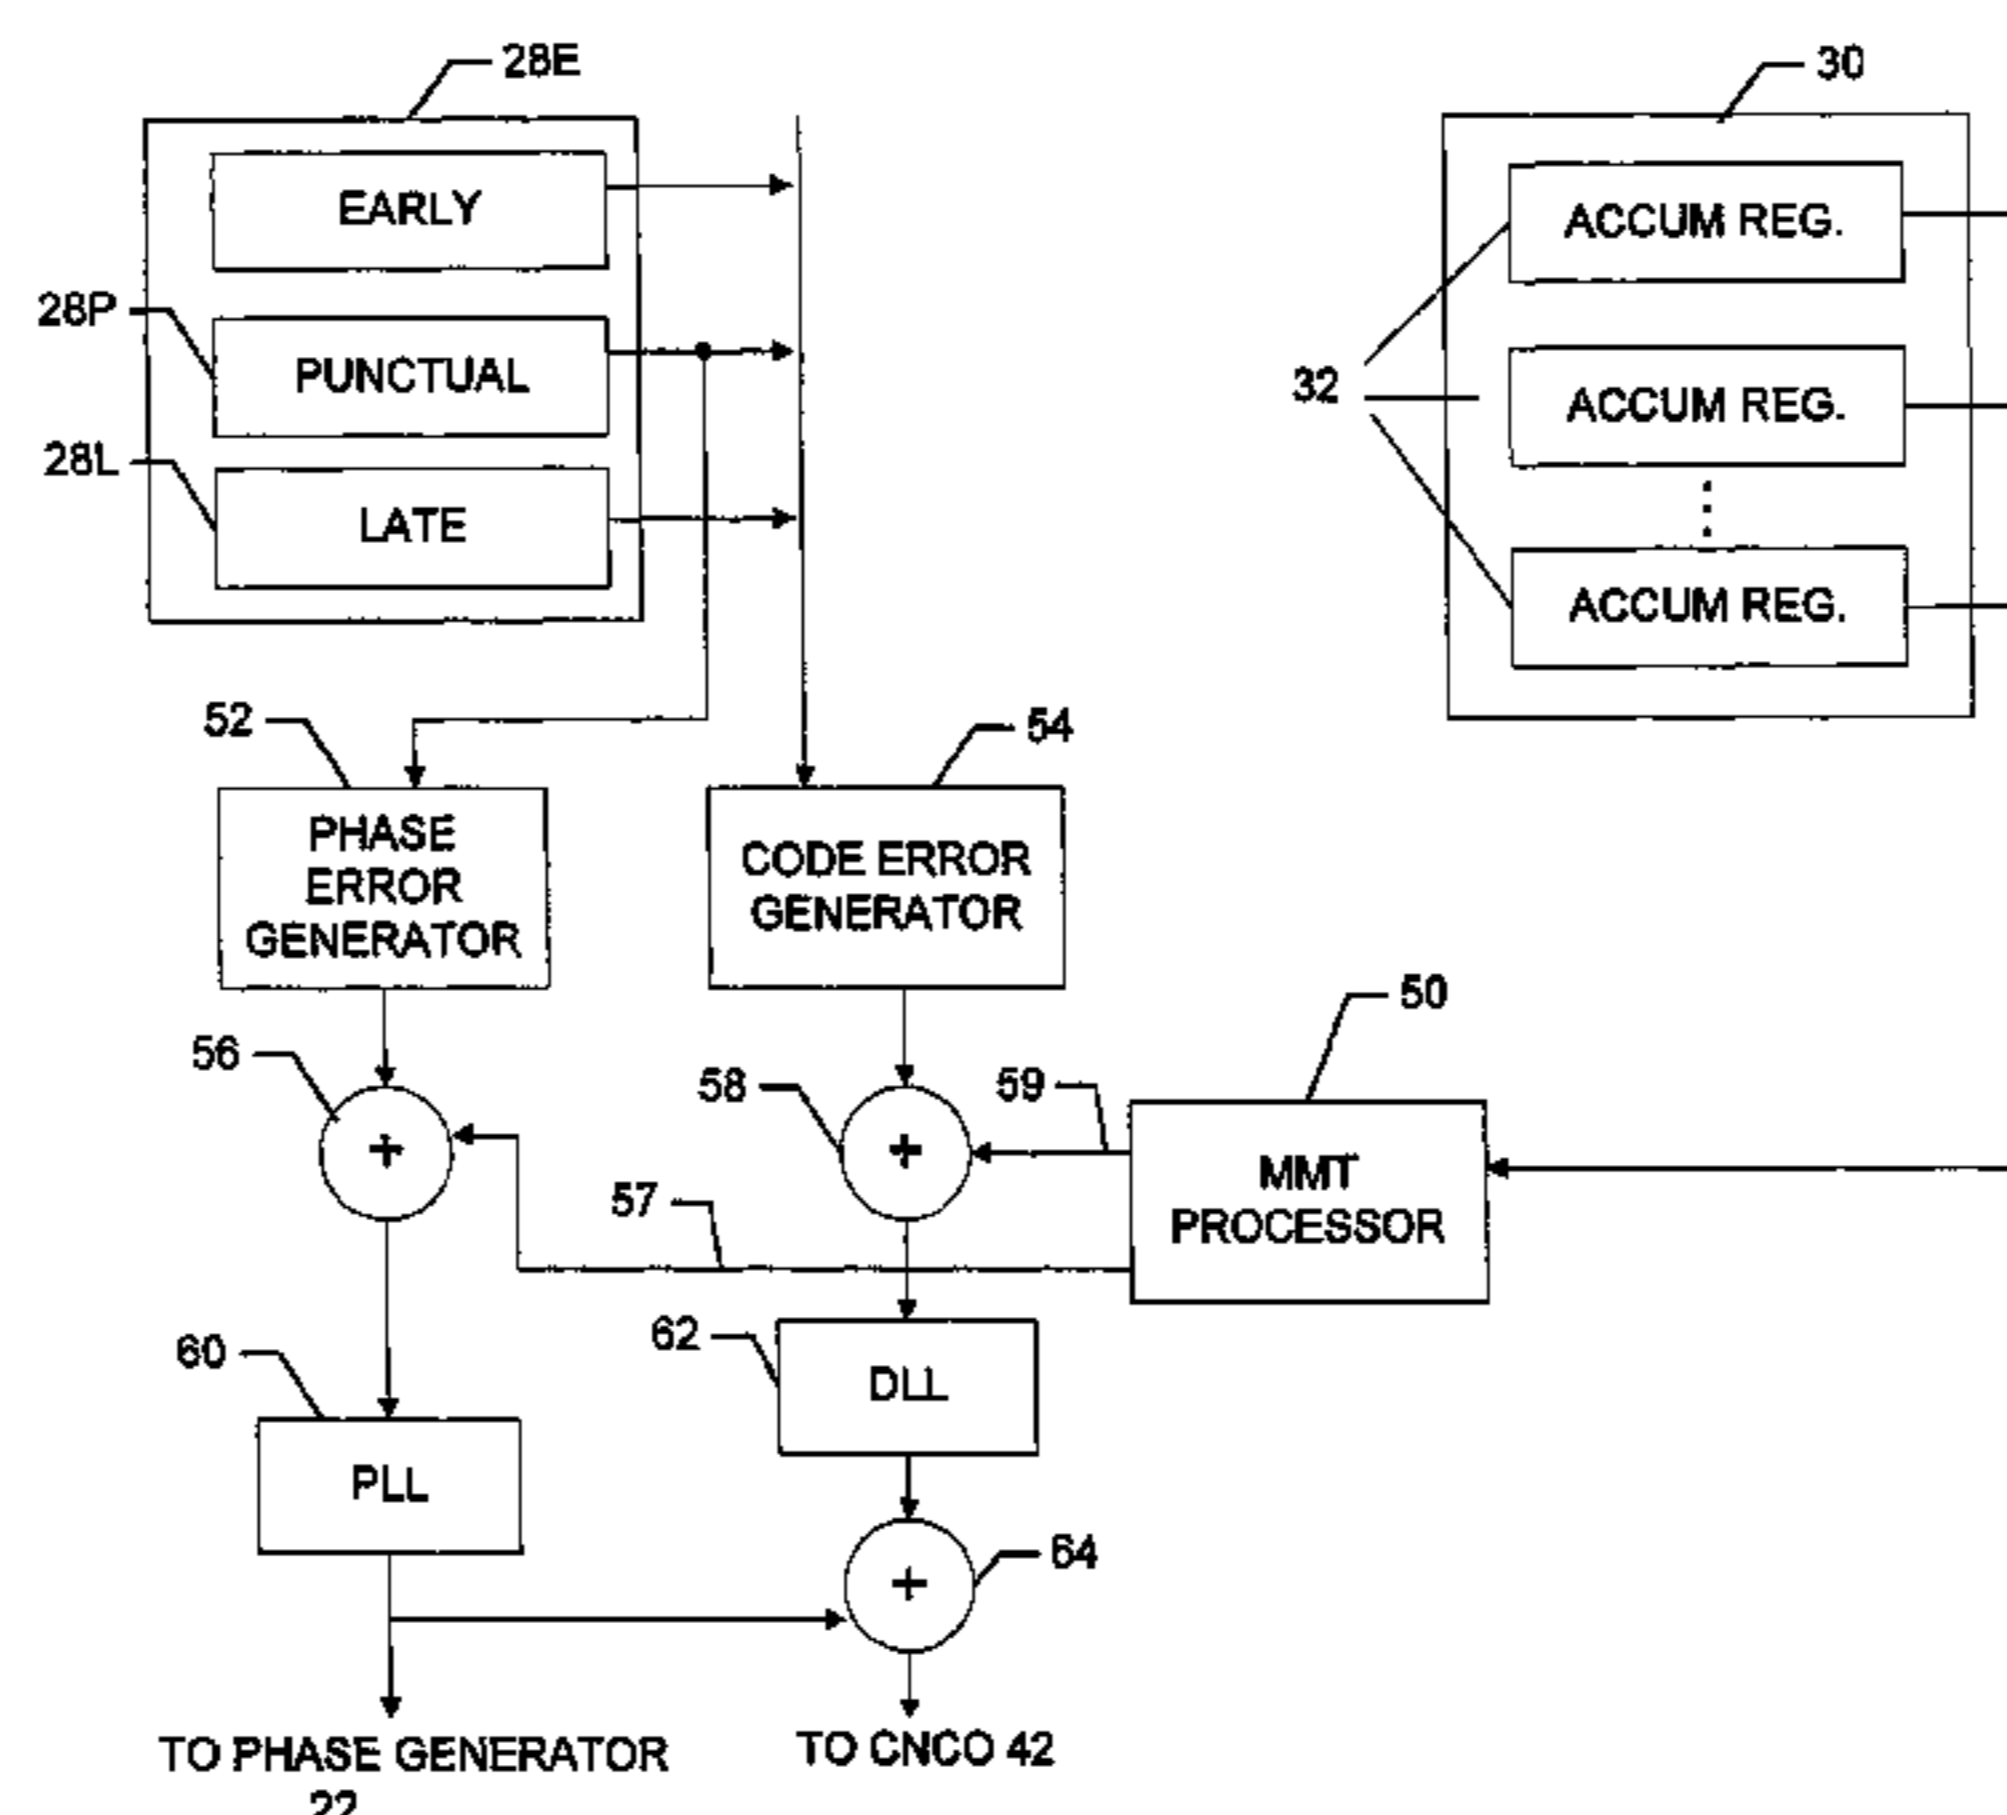 28E
30
EARLY
ACCUM REG.
28P
PUNCTUAL
32
ACCUM REG.
28L
LATE
ACCUM REG.
52
54
PHASE
ERROR
GENERATOR
CODE ERROR
GENERATOR
50
56
58
59
+
+
MMT
PROCESSOR
57
60
62
DLL
PLL
64
+
TO PHASE GENERATOR
22
TO CNCO 42